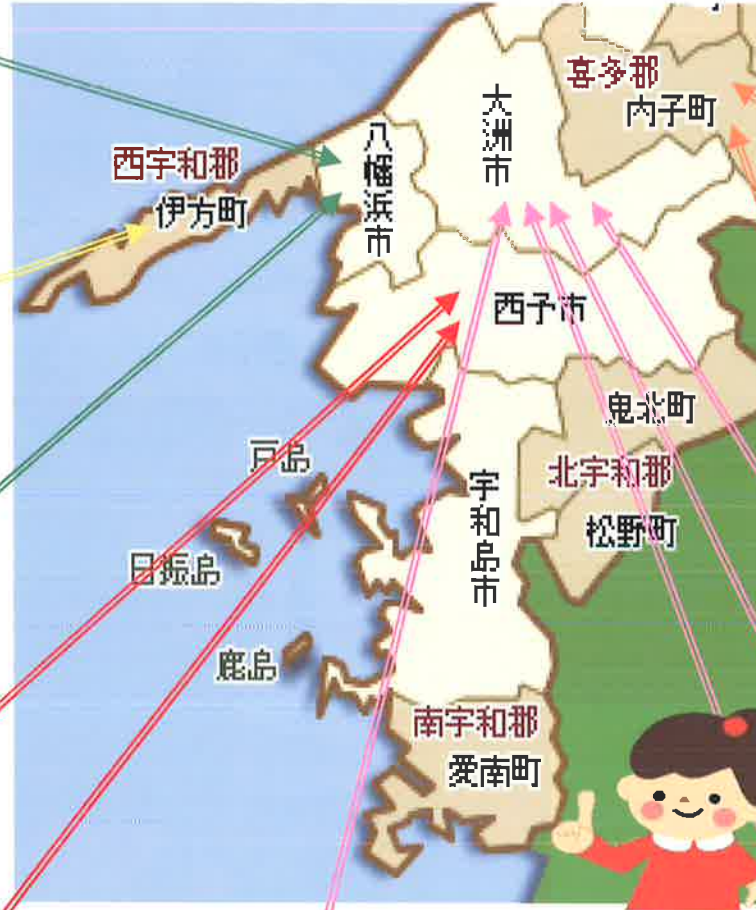 喜多郡
内子町
大洲市
八幡浜市
西宇和郡
伊方町
西予市
鬼北町
北宇和郡
松野町
宇和島市
戸島
日振島
鹿島
南宇和郡
愛南町